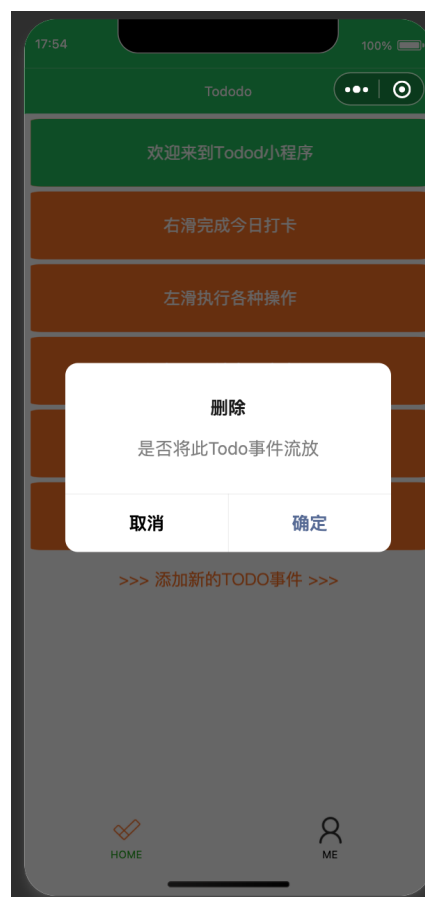 17:54
100%
Tododo
欢迎来到Todod小程序
右滑完成今日打卡
左滑执行各种操作
删除
是否将此Todo事件流放
取消
确定
>>> 添加新的TODO事件 >>>
HOME
ME